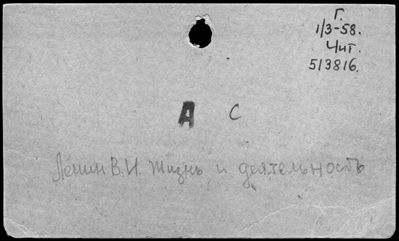 Г.
1/3-58.
Чит.
513816.
А С
Ленин В.И. Жизнь и деятельность